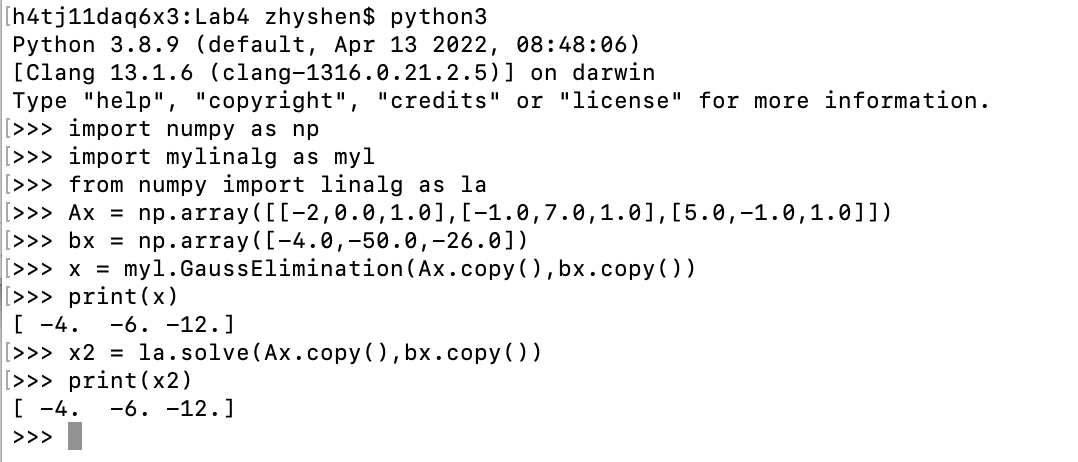 [h4tj11daq6x3:Lab4 zhyshen$ python3
Python 3.8.9 (default, Apr 13 2022, 08:48:06)
[Clang 13.1.6 (clang-1316.0.21.2.5)] on darwin
Type "help", "copyright", "credits" or "license" for more information.
[>>> import numpy as np
[>>> import mylinalg as myl
[>>> from numpy import linalg as la
[>>> Ax = np.array([[-2,0.0,1.0],[-1.0,7.0,1.0],[5.0,-1.0,1.0]])
[>>> bx = np.array([-4.0,-50.0,-26.0])
[>>> x = myl.GaussElimination(Ax.copy(),bx.copy())
[>>> print(x)
[ -4.  -6. -12.]
[>>> x2 = la.solve(Ax.copy(),bx.copy())
[>>> print(x2)
[ -4.  -6. -12.]
>>>